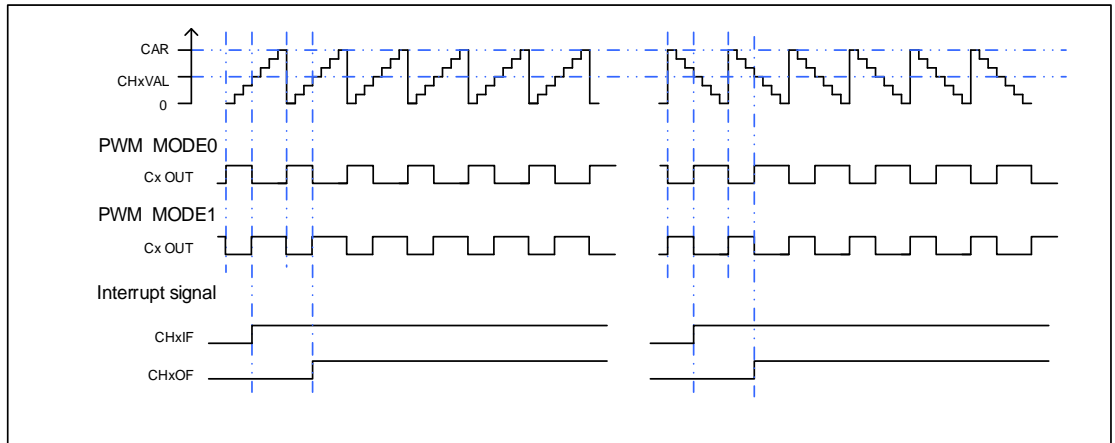 CAR
CHxVAL
0
PWM MODE0
Cx OUT
PWM MODE1
Cx OUT
Interrupt signal
CHxIF
CHxOF